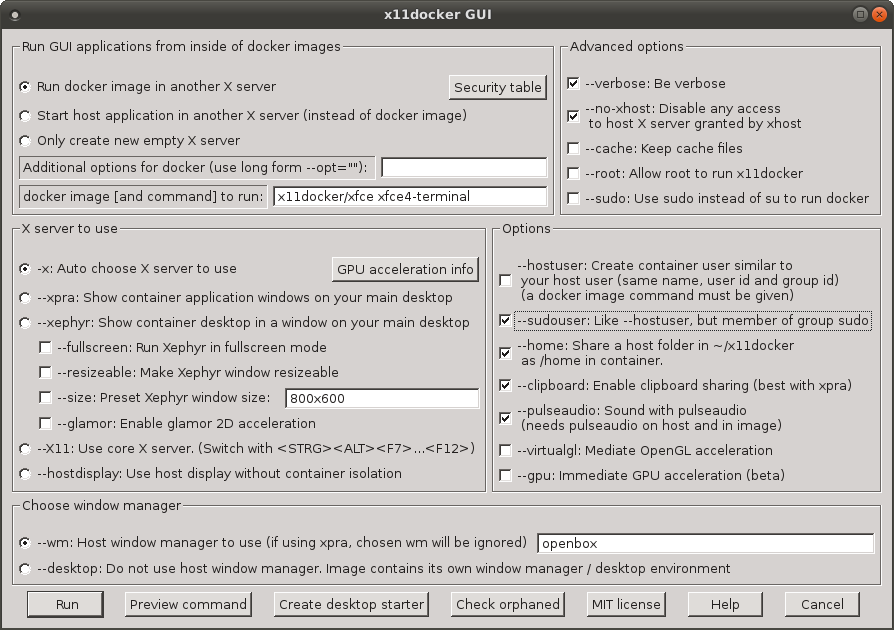 x11docker GUI
Run GUI applications from inside of docker images
Run docker image in another X server
Security table
Start host application in another X server (instead of docker image)
Only create new empty X server
Additional options for docker (use long form --opt=""):
docker image [and command] to run:
x11docker/xfce xfce4-terminal
Advanced options
--verbose: Be verbose
--no-xhost: Disable any access
to host X server granted by xhost
--cache: Keep cache files
--root: Allow root to run x11docker
--sudo: Use sudo instead of su to run docker
X server to use
-x: Auto choose X server to use
GPU acceleration info
--xpra: Show container application windows on your main desktop
--xephyr: Show container desktop in a window on your main desktop
--fullscreen: Run Xephyr in fullscreen mode
--resizeable: Make Xephyr window resizeable
--size: Preset Xephyr window size:
800x600
--glamor: Enable glamor 2D acceleration
--X11: Use core X server. (Switch with <STRG><ALT><F7>...<F12>)
--hostdisplay: Use host display without container isolation
Options
--hostuser: Create container user similar to
your host user (same name, user id and group id)
(a docker image command must be given)
--sudouser: Like --hostuser, but member of group sudo
--home: Share a host folder in ~/x11docker
as /home in container.
--clipboard: Enable clipboard sharing (best with xpra)
--pulseaudio: Sound with pulseaudio
(needs pulseaudio on host and in image)
--virtualgl: Mediate OpenGL acceleration
--gpu: Immediate GPU acceleration (beta)
Choose window manager
--wm: Host window manager to use (if using xpra, chosen wm will be ignored)
openbox
--desktop: Do not use host window manager. Image contains its own window manager / desktop environment
Run
Preview command
Create desktop starter
Check orphaned
MIT license
Help
Cancel